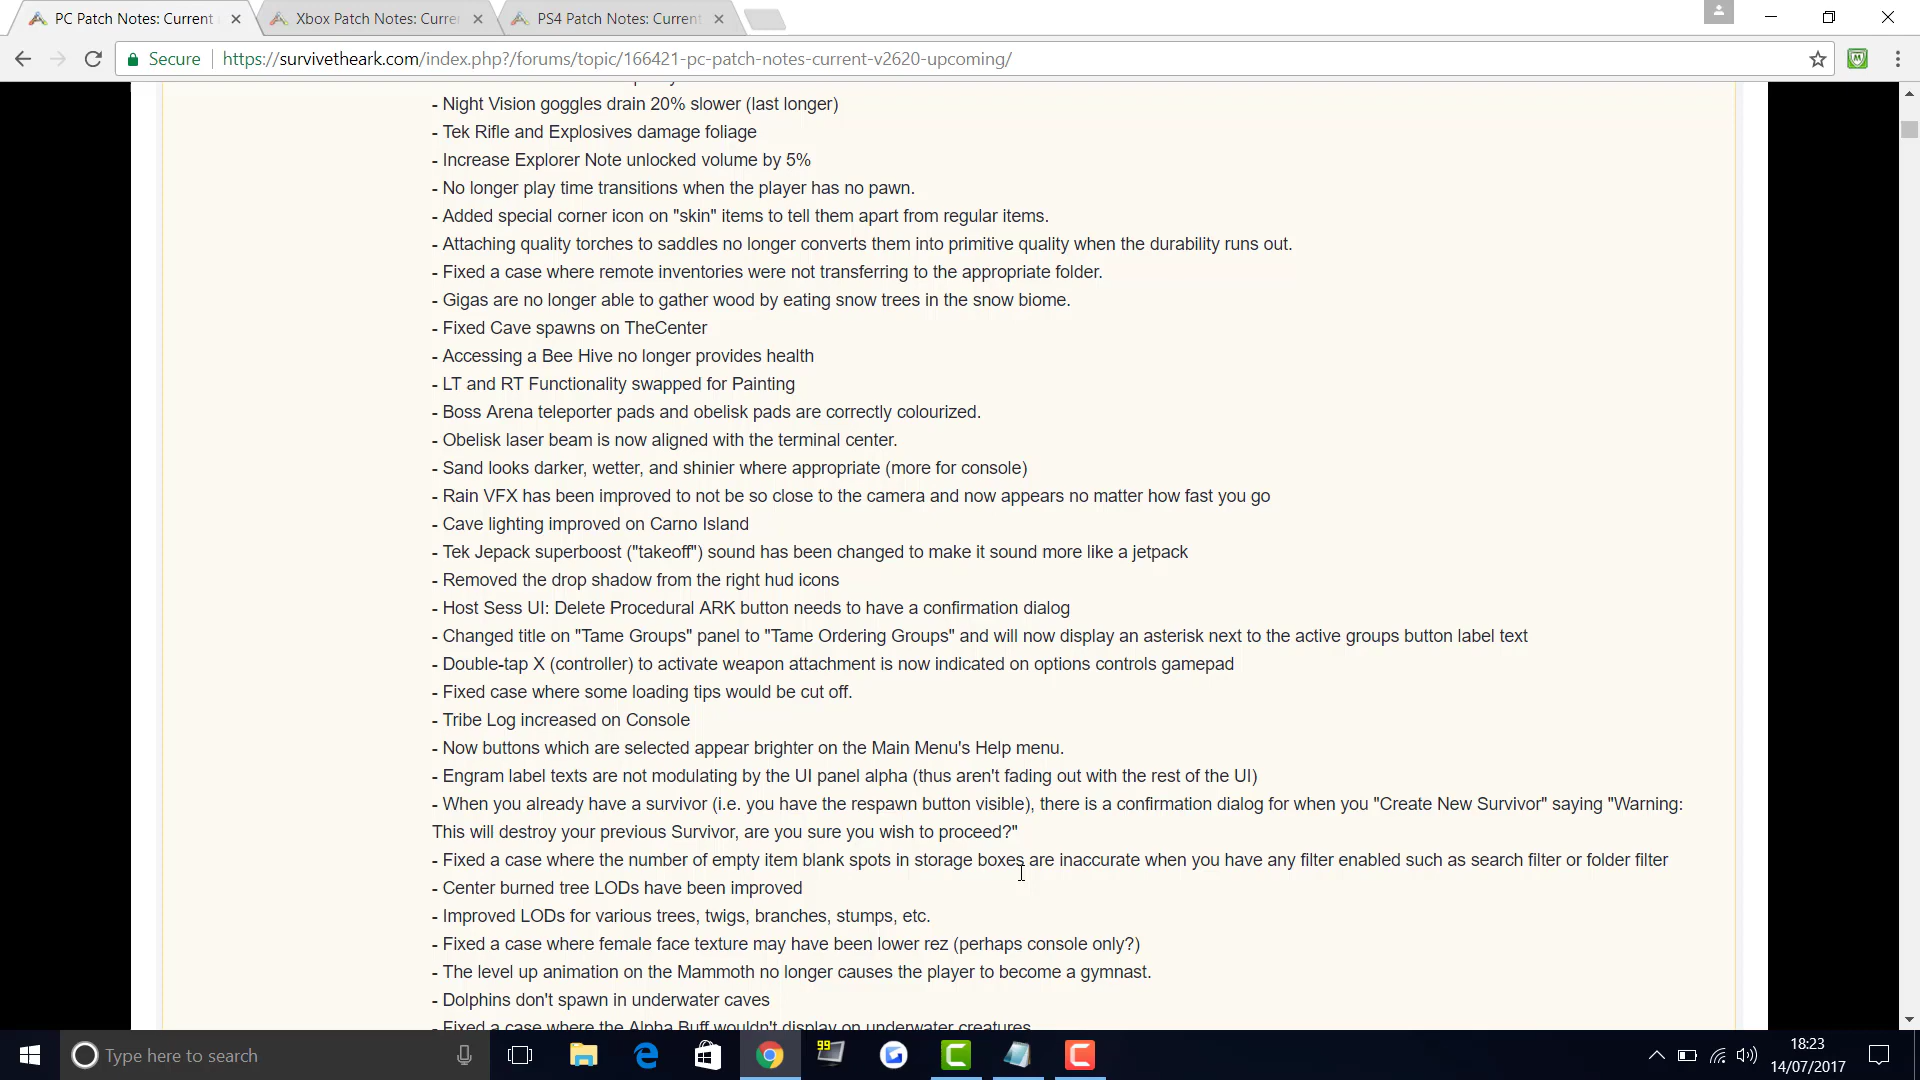 PC Patch Notes: Current
Xbox Patch Notes: Curre
PS4 Patch Notes: Current
Secure
https://survivetheark.com/index.php?/forums/topic/166421-pc-patch-notes-current-v2620-upcoming/
- Night Vision goggles drain 20% slower (last longer)
- Tek Rifle and Explosives damage foliage
- Increase Explorer Note unlocked volume by 5%
- No longer play time transitions when the player has no pawn.
- Added special corner icon on "skin" items to tell them apart from regular items.
- Attaching quality torches to saddles no longer converts them into primitive quality when the durability runs out.
- Fixed a case where remote inventories were not transferring to the appropriate folder.
- Gigas are no longer able to gather wood by eating snow trees in the snow biome.
- Fixed Cave spawns on TheCenter
- Accessing a Bee Hive no longer provides health
- LT and RT Functionality swapped for Painting
- Boss Arena teleporter pads and obelisk pads are correctly colourized.
- Obelisk laser beam is now aligned with the terminal center.
- Sand looks darker, wetter, and shinier where appropriate (more for console)
- Rain VFX has been improved to not be so close to the camera and now appears no matter how fast you go
- Cave lighting improved on Carno Island
- Tek Jepack superboost ("takeoff") sound has been changed to make it sound more like a jetpack
- Removed the drop shadow from the right hud icons
- Host Sess UI: Delete Procedural ARK button needs to have a confirmation dialog
- Changed title on "Tame Groups" panel to "Tame Ordering Groups" and will now display an asterisk next to the active groups button label text
- Double-tap X (controller) to activate weapon attachment is now indicated on options controls gamepad
- Fixed case where some loading tips would be cut off.
- Tribe Log increased on Console
- Now buttons which are selected appear brighter on the Main Menu's Help menu.
- Engram label texts are not modulating by the UI panel alpha (thus aren't fading out with the rest of the UI)
- When you already have a survivor (i.e. you have the respawn button visible), there is a confirmation dialog for when you "Create New Survivor" saying "Warning:
This will destroy your previous Survivor, are you sure you wish to proceed?"
- Fixed a case where the number of empty item blank spots in storage boxes are inaccurate when you have any filter enabled such as search filter or folder filter
- Center burned tree LODs have been improved
- Improved LODs for various trees, twigs, branches, stumps, etc.
- Fixed a case where female face texture may have been lower rez (perhaps console only?)
- The level up animation on the Mammoth no longer causes the player to become a gymnast.
- Dolphins don't spawn in underwater caves
- Fixed a case where the Alpha Buff wouldn't display on underwater creatures
Type here to search
99
18:23
14/07/2017